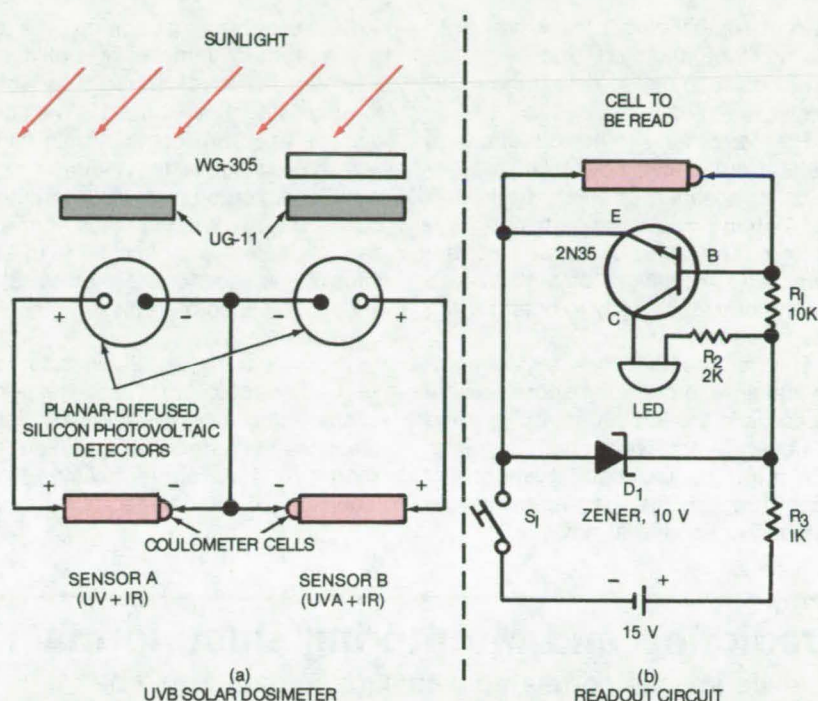 SUNLIGHT
WG-305
UG-11
+
–
–
+
PLANAR-DIFFUSED
SILICON PHOTOVOLTAIC
DETECTORS
+
–
–
+
COULOMETER CELLS
SENSOR A
(UV + IR)
SENSOR B
(UVA + IR)
(a)
UVB SOLAR DOSIMETER
CELL TO
BE READ
E
2N35
B
C
R1
10K
R2
2K
LED
D1
ZENER, 10 V
S1
R3
1K
– +
15 V
(b)
READOUT CIRCUIT